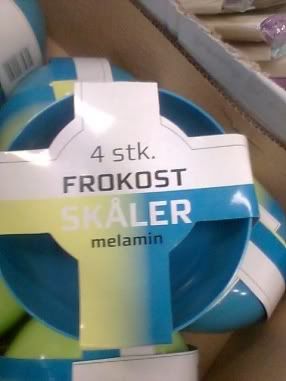 4 stk.
FROKOST
SKÅLER
melamin